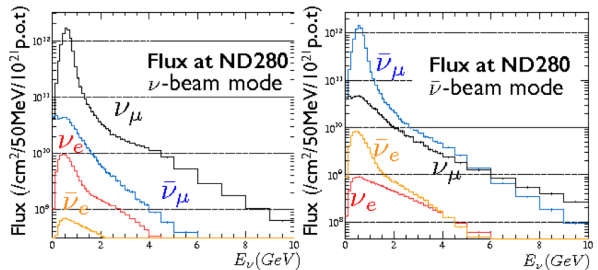 Flux (/cm²/50MeV/10²¹p.o.t)
10¹²
10¹¹
10¹⁰
10⁹
Flux at ND280
ν-beam mode
ν_μ
ν_e
ν̄_μ
ν̄_e
0 2 4 6 8 10
E_ν(GeV)
Flux (/cm²/50MeV/10²¹p.o.t)
10¹²
10¹¹
10¹⁰
10⁹
10⁸
Flux at ND280
ν̄-beam mode
ν̄_μ
ν̄_e
ν_μ
ν_e
0 2 4 6 8 10
E_ν(GeV)